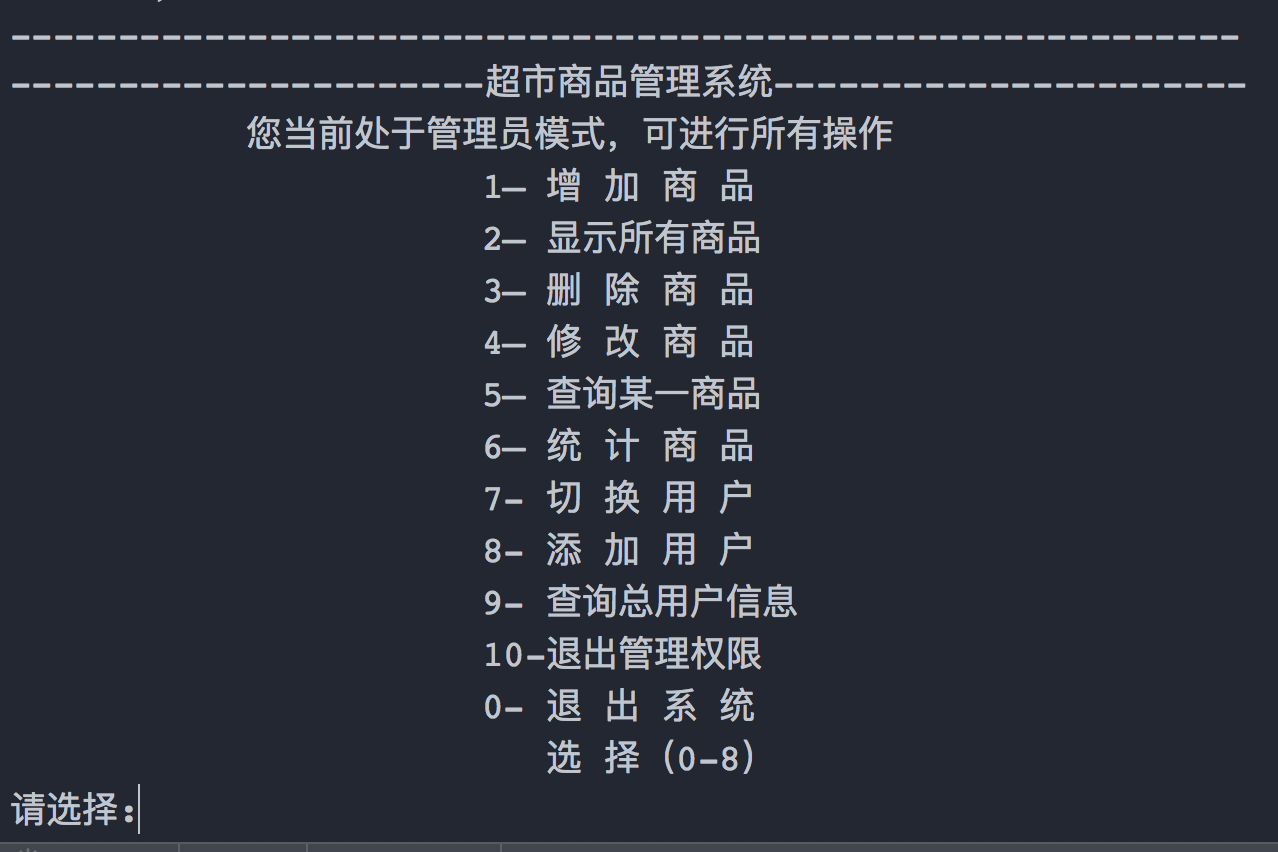 ---------------------------------------------------------
----------------------超市商品管理系统----------------------
您当前处于管理员模式，可进行所有操作
1— 增 加 商 品
2— 显示所有商品
3— 删 除 商 品
4— 修 改 商 品
5— 查询某一商品
6— 统 计 商 品
7- 切 换 用 户
8- 添 加 用 户
9- 查询总用户信息
10-退出管理权限
0- 退 出 系 统
选 择（0-8）
请选择：